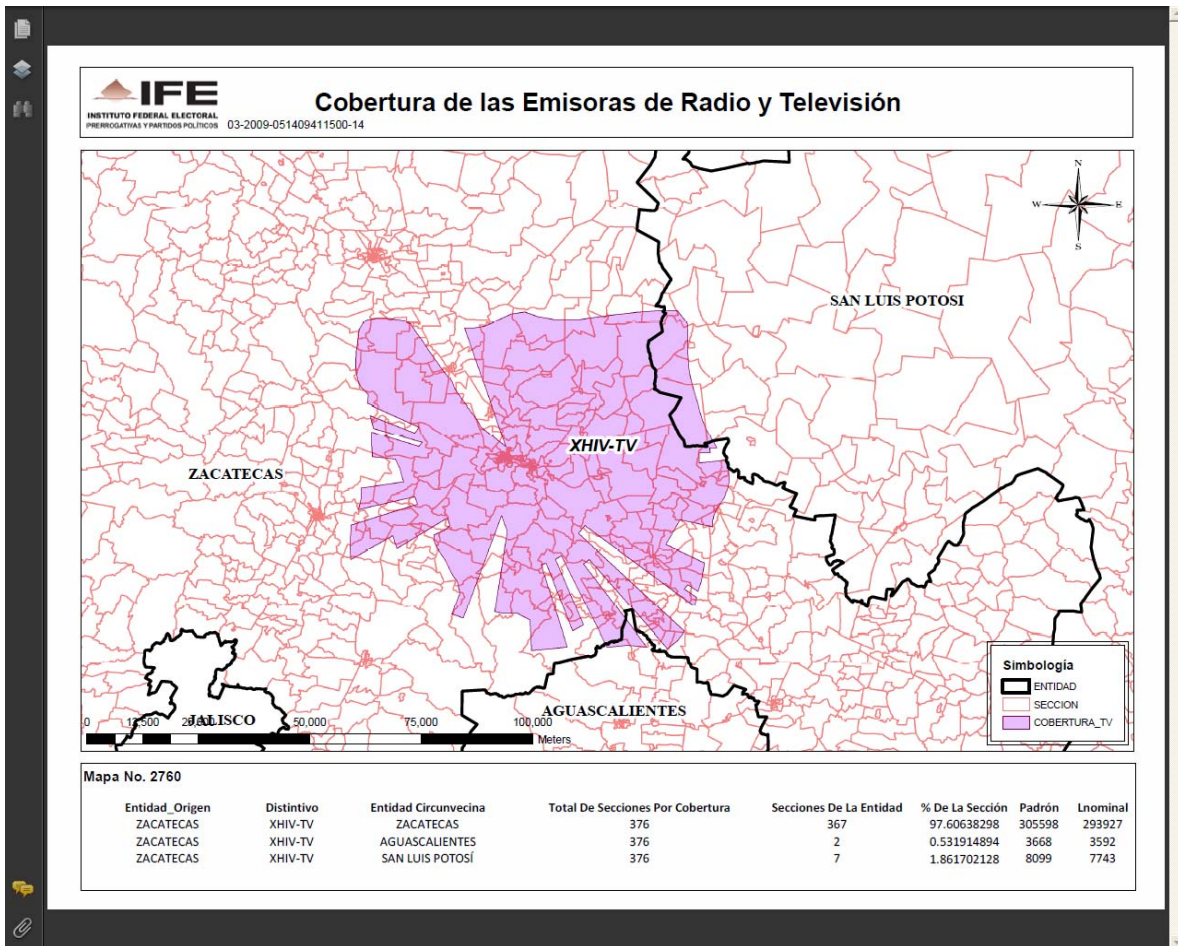 IFE
INSTITUTO FEDERAL ELECTORAL
PRERROGATIVAS Y PARTIDOS POLÍTICOS
03-2009-051409411500-14
Cobertura de las Emisoras de Radio y Televisión
N
W E
S
SAN LUIS POTOSI
XHIV-TV
ZACATECAS
JALISCO
AGUASCALIENTES
0 12,500 50,000 75,000 100,000
Meters
Simbología
ENTIDAD
SECCION
COBERTURA_TV
Mapa No. 2760
Entidad_Origen Distintivo Entidad Circunvecina Total De Secciones Por Cobertura Secciones De La Entidad % De La Sección Padrón Lnominal
ZACATECAS XHIV-TV ZACATECAS 376 367 97.60638298 305598 293927
ZACATECAS XHIV-TV AGUASCALIENTES 376 2 0.531914894 3668 3592
ZACATECAS XHIV-TV SAN LUIS POTOSÍ 376 7 1.861702128 8099 7743